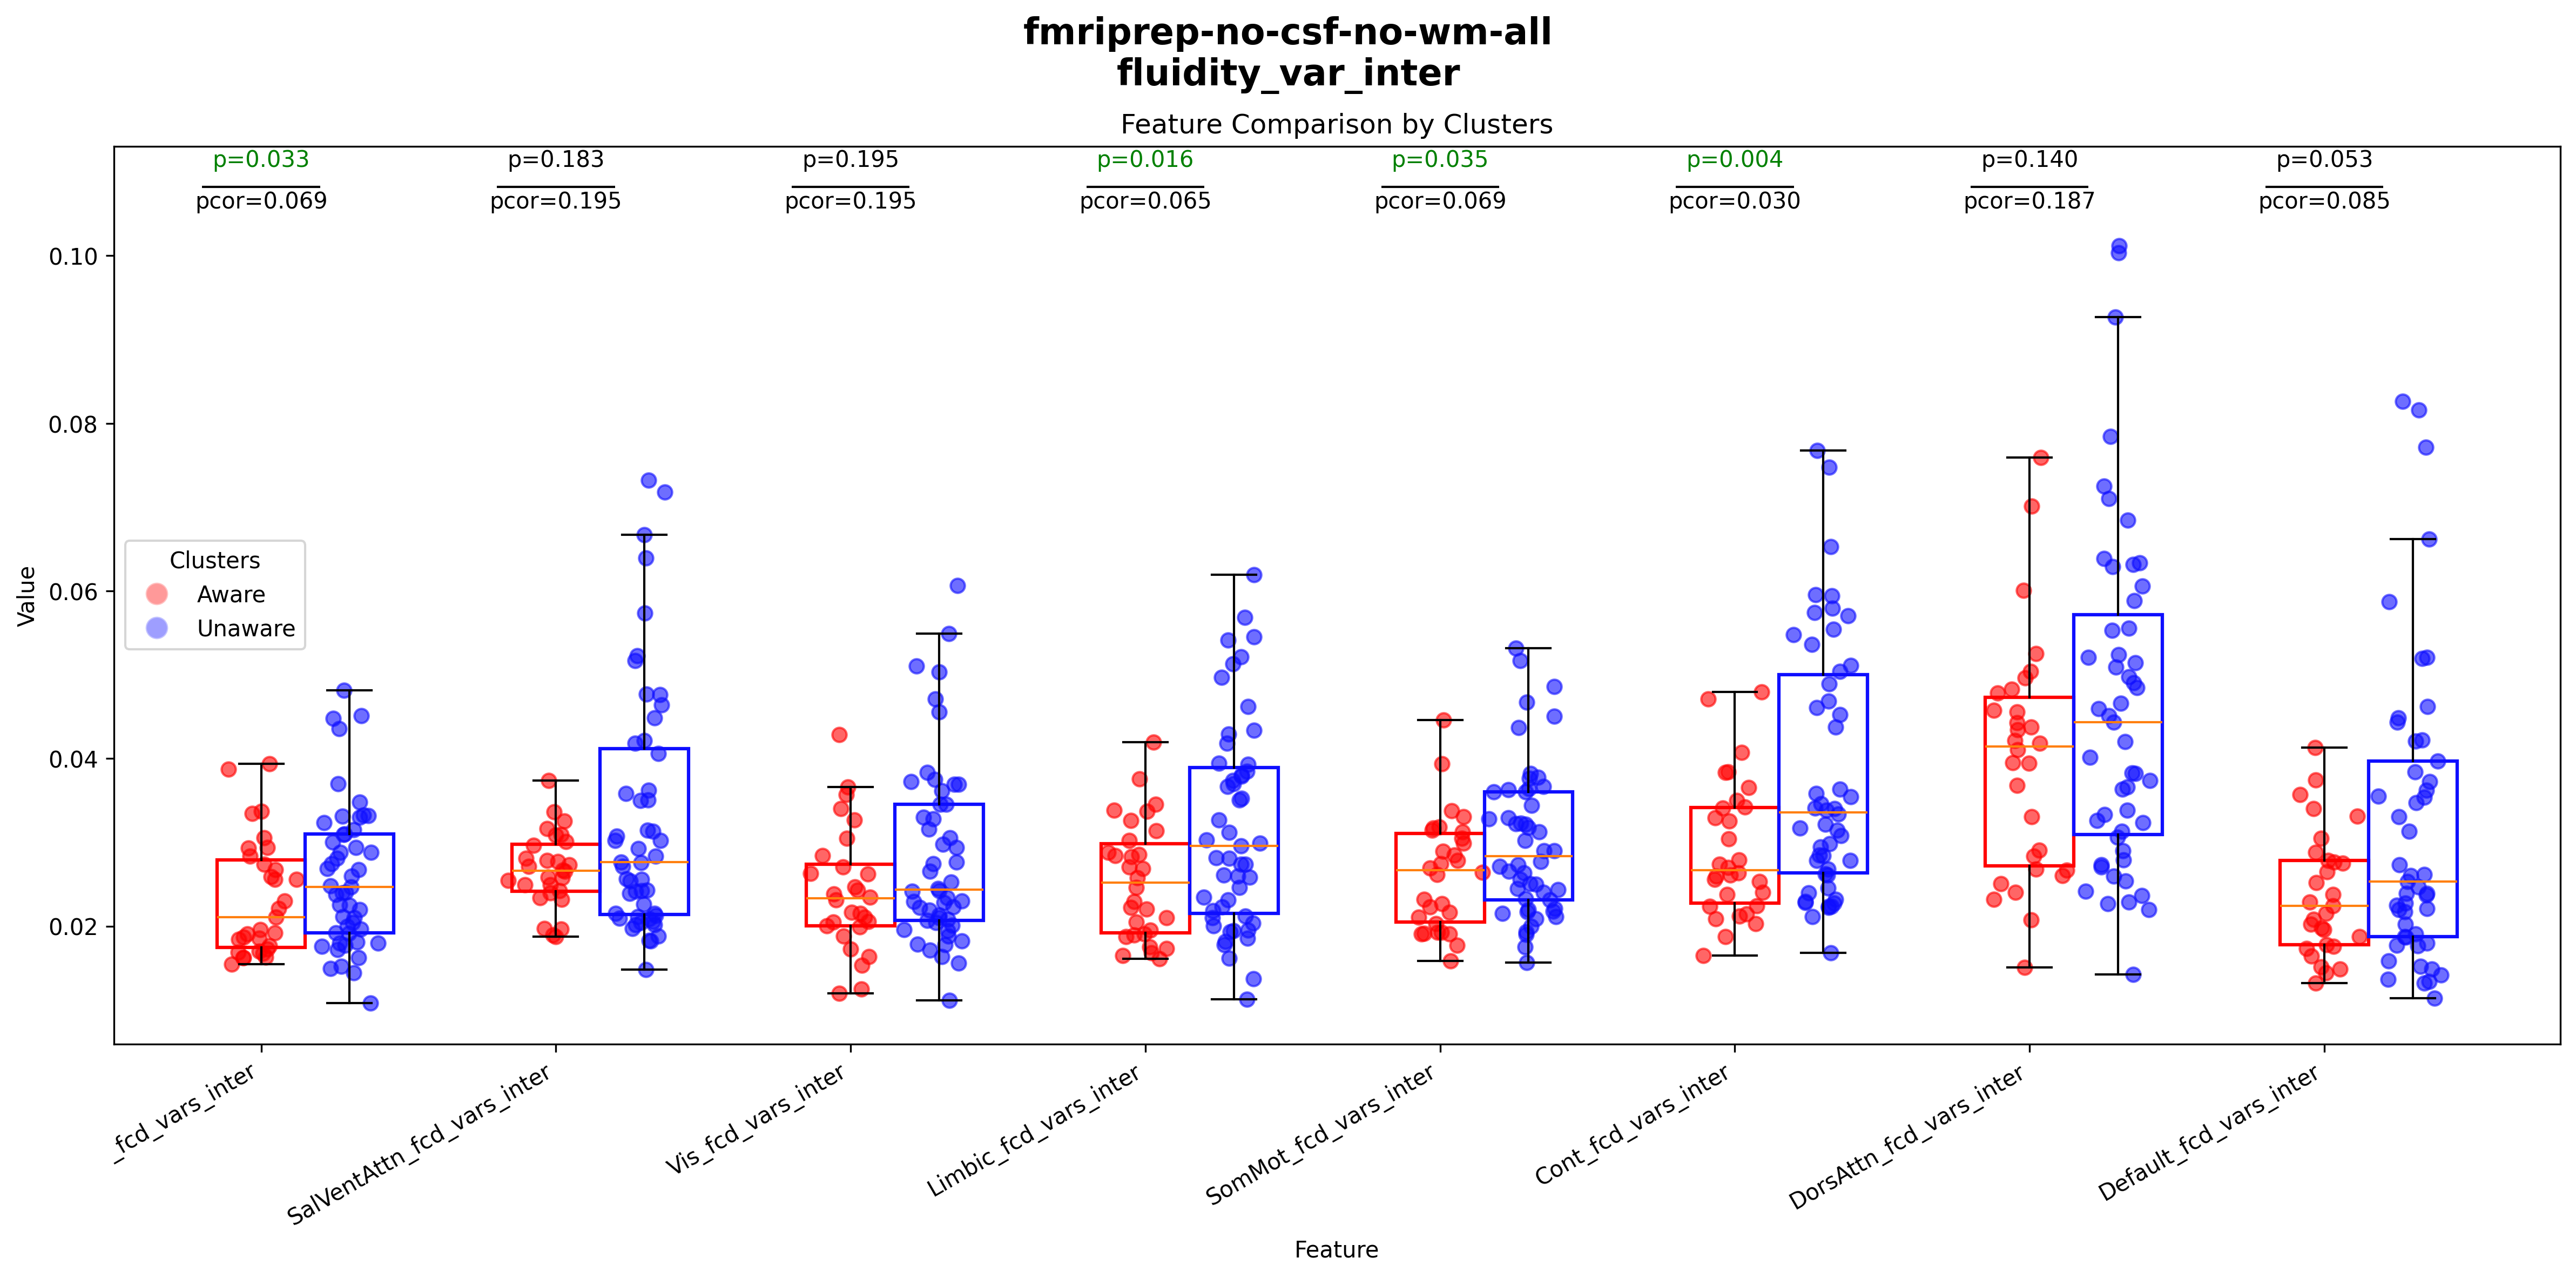 fmriprep-no-csf-no-wm-all
fluidity_var_inter
Feature Comparison by Clusters
p=0.033 p=0.183 p=0.195 p=0.016 p=0.035 p=0.004 p=0.140 p=0.053
pcor=0.069 pcor=0.195 pcor=0.195 pcor=0.065 pcor=0.069 pcor=0.030 pcor=0.187 pcor=0.085
0.10
0.08
0.06
0.04
0.02
Value
Clusters
Aware
Unaware
_fcd_vars_inter
SalVentAttn_fcd_vars_inter
Vis_fcd_vars_inter
Limbic_fcd_vars_inter
SomMot_fcd_vars_inter
Cont_fcd_vars_inter
DorsAttn_fcd_vars_inter
Default_fcd_vars_inter
Feature